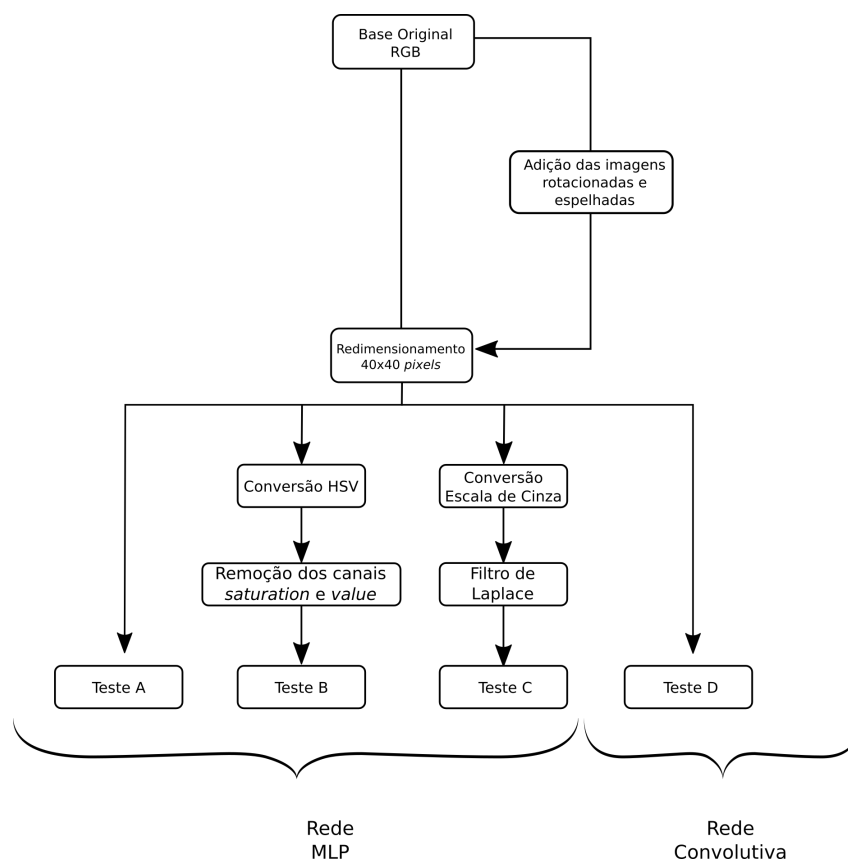 Base Original
RGB
Adição das imagens
rotacionadas e
espelhadas
Redimensionamento
40x40 pixels
Conversão HSV
Conversão
Escala de Cinza
Remoção dos canais
saturation e value
Filtro de
Laplace
Teste A
Teste B
Teste C
Teste D
Rede
MLP
Rede
Convolutiva